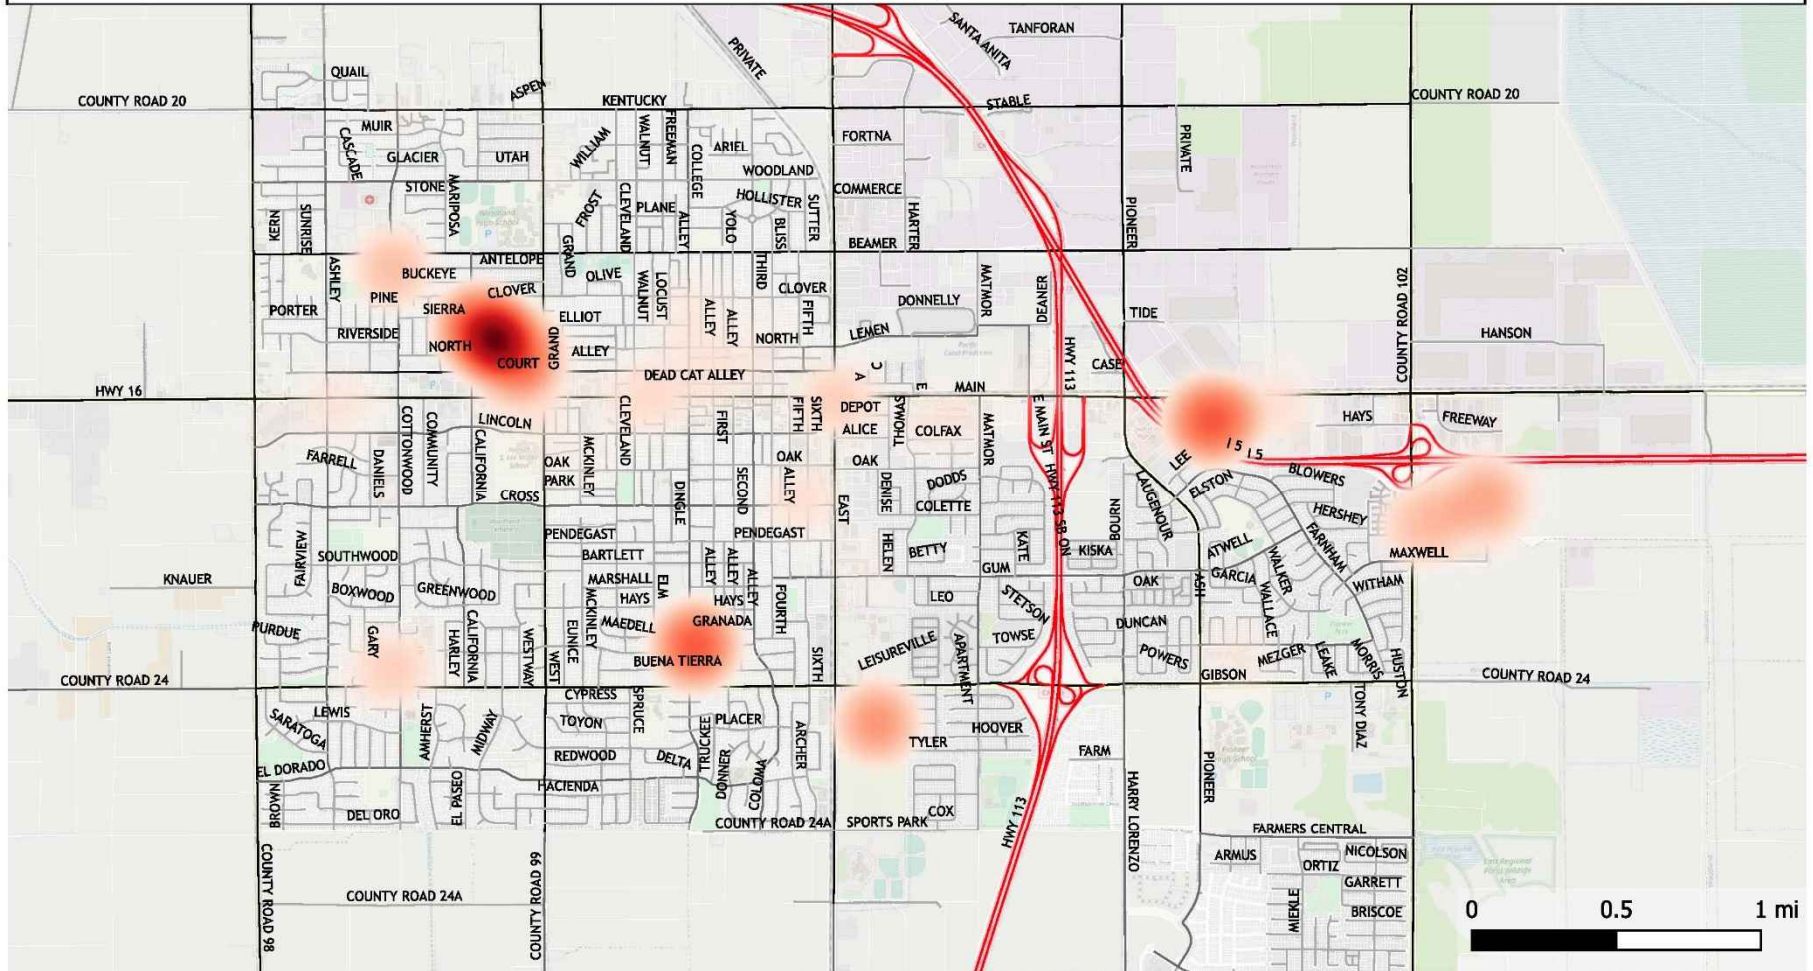 SANTA ANITA
TANFORAN
PRIVATE
QUAIL
ASPEN
COUNTY ROAD 20
KENTUCKY
STABLE
COUNTY ROAD 20
MUIR
CASCADE
GLACIER
UTAH
WILLIAM
WALNUT
FREEMAN
COLLEGE
ARIEL
FORTNA
WOODLAND
PRIVATE
STONE
MARIPOSA
COMMERCE
KERN
SUNRISE
FROST
CLEVELAND
PLANE
ALLEY
HOLLISTER
YOLO
BLISS
SUTTER
HARTER
PIONEER
BEAMER
ANTELOPE
GRAND
ASHLEY
BUCKEYE
OLIVE
WALNUT
LOCUST
THIRD
CLOVER
MATMOR
DEANER
COUNTY ROAD 102
PINE
CLOVER
DONNELLY
PORTER
SIERRA
ELLIOT
ALLEY
ALLEY
FIFTH
TIDE
RIVERSIDE
NORTH
GRAND
ALLEY
NORTH
LEMEN
HANSON
COURT
HWY 113
CASE
DEAD CAT ALLEY
C
A
E
MAIN
HWY 16
LINCOLN
CLEVELAND
FIRST
FIFTH
SIXTH
DEPOT
ALICE
THOMAS
COLFAX
MATMOR
E MAIN ST
HAYS
FREEWAY
COTTONWOOD
COMMUNITY
CALIFORNIA
FARRELL
DANIELS
OAK
PARK
MCKINLEY
SECOND
OAK
ALLEY
OAK
LEE
I 5
I 5
BLOWERS
CROSS
DINGLE
EAST
DENISE
DODDS
COLETTE
HWY 113 SB ON
BOURN
LAUGENOUR
ELSTON
HERSHEY
PENDEGAST
PENDEGAST
FAIRVIEW
SOUTHWOOD
BARTLETT
ALLEY
ALLEY
ALLEY
HELEN
BETTY
KATE
KISKA
ATWELL
WALKER
FARNHAM
MAXWELL
GUM
KNAUER
BOXWOOD
GREENWOOD
MARSHALL
HAYS
ELM
HAYS
FOURTH
LEO
STETSON
OAK
ASH
GARCIA
WALLACE
WITHAM
PURDUE
GARY
HARLEY
CALIFORNIA
WESTWAY
WEST
EUNICE
MCKINLEY
MAEDELL
GRANADA
BUENA TIERRA
SIXTH
LEISUREVILLE
APARTMENT
TOWSE
DUNCAN
POWERS
GIBSON
MEZGER
LEAKE
MORRIS
HUSTON
COUNTY ROAD 24
COUNTY ROAD 24
CYPRESS
SPRUCE
LEWIS
SARATOGA
AMHERST
MIDWAY
TOYON
TRUCKEE
PLACER
ARCHER
TYLER
HOOVER
FARM
TONY DIAZ
REDWOOD
DELTA
DONNER
COLOMA
PIONEER
EL DORADO
HACIENDA
BROWN
DEL ORO
EL PASEO
COUNTY ROAD 24A
SPORTS PARK
COX
HWY 113
HARRY LORENZO
FARMERS CENTRAL
COUNTY ROAD 98
COUNTY ROAD 99
ARMUS
ORTIZ
NICOLSON
GARRETT
COUNTY ROAD 24A
MEIKLE
BRISCOE
0 0.5 1 mi